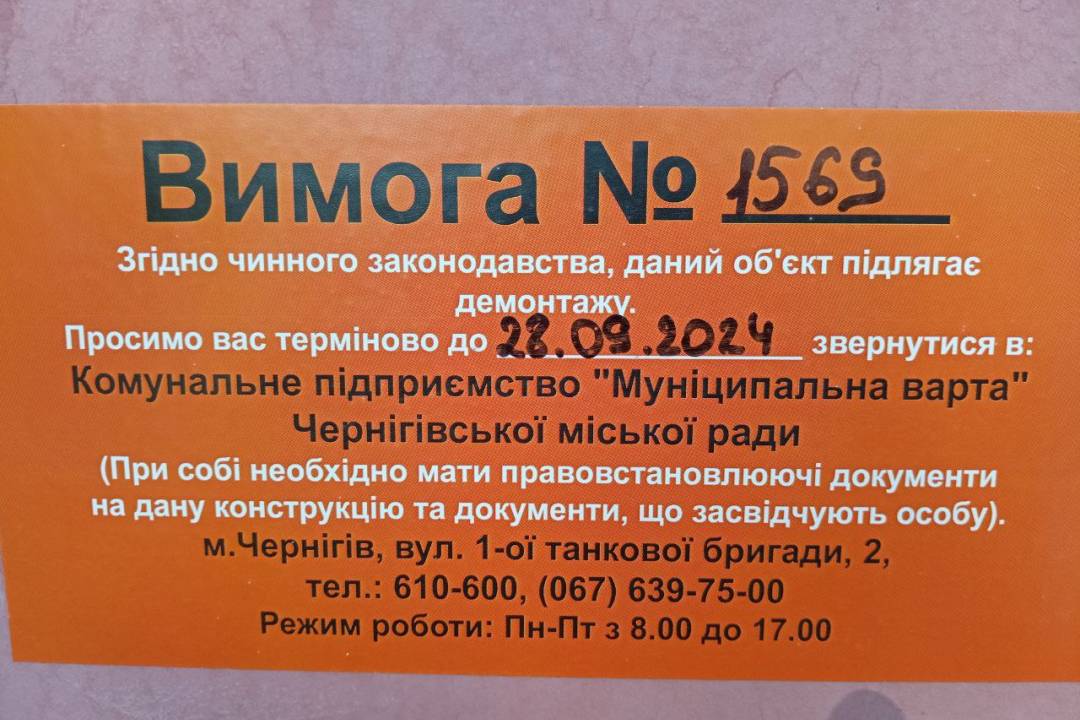 Вимога № 1569
Згідно чинного законодавства, даний об'єкт підлягає
демонтажу.
Просимо вас терміново до 28.09.2024 звернутися в:
Комунальне підприємство "Муніципальна варта"
Чернігівської міської ради
(При собі необхідно мати правовстановлюючі документи
на дану конструкцію та документи, що засвідчують особу).
м.Чернігів, вул. 1-ої танкової бригади, 2,
тел.: 610-600, (067) 639-75-00
Режим роботи: Пн-Пт з 8.00 до 17.00